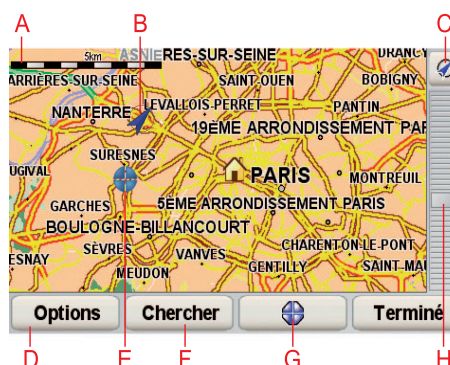 A B C
5km
ASNIERES-SUR-SEINE
DRANCY
ARRIERES-SUR-SEINE
SAINT-OUEN
BOBIGNY
NANTERRE
LEVALLOIS-PERRET
PANTIN
19ÈME ARRONDISSEMENT PAR
SURESNES
UGIVAL
PARIS
MONTREUIL
GARCHES
5ÈME ARRONDISSEMENT PARIS
BOULOGNE-BILLANCOURT
SÈVRES
CHARENTON-LE-PONT
ESNAY
VANVES
MEUDON
GENTILLY
SAINT-MAU
Options Chercher Terminé
D E F G H